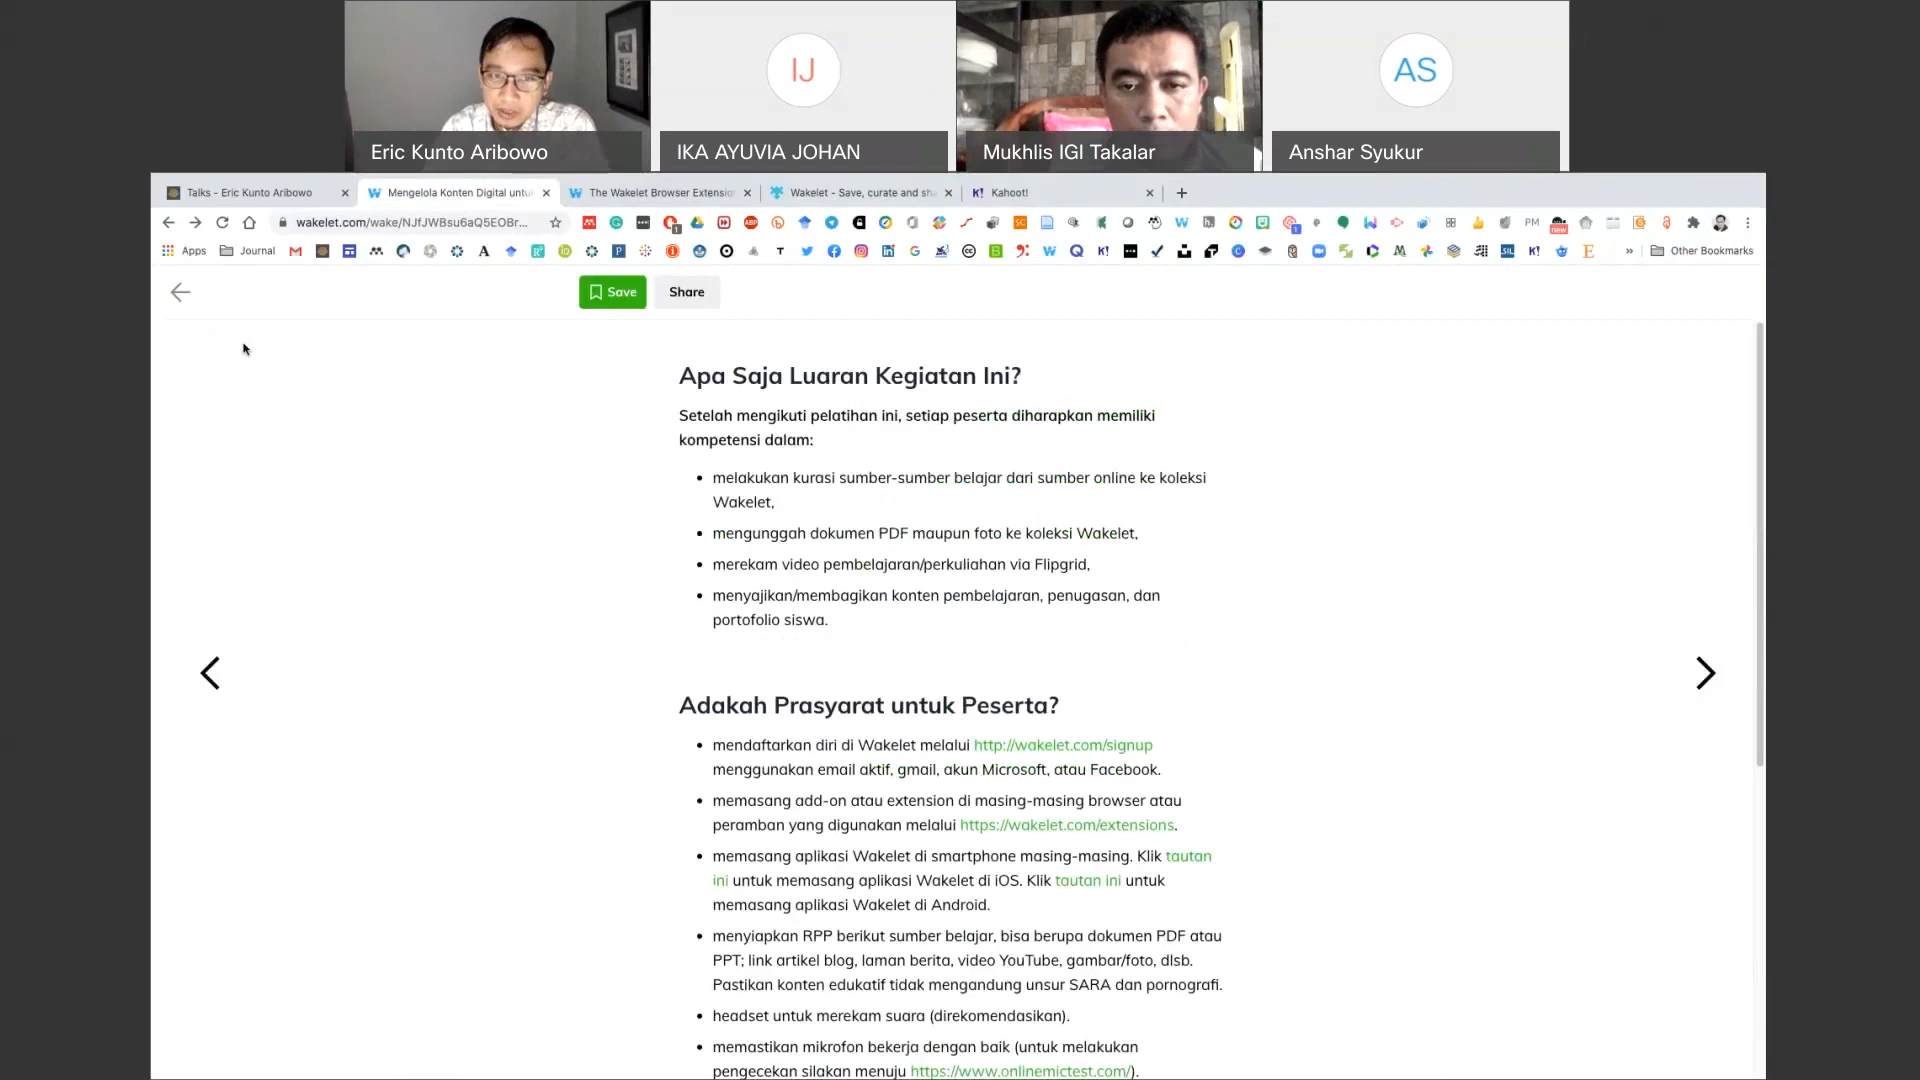 IJ
AS
Eric Kunto Aribowo
IKA AYUVIA JOHAN
Mukhlis IGI Takalar
Anshar Syukur
Talks - Eric Kunto Aribowo
Mengelola Konten Digital untu
The Wakelet Browser Extensio
Wakelet - Save, curate and sha
Kahoot!
wakelet.com/wake/NJfJWBsu6aQ5EOBr...
Apps
Journal
Other Bookmarks
Save
Share
Apa Saja Luaran Kegiatan Ini?
Setelah mengikuti pelatihan ini, setiap peserta diharapkan memiliki
kompetensi dalam:
• melakukan kurasi sumber-sumber belajar dari sumber online ke koleksi
Wakelet,
• mengunggah dokumen PDF maupun foto ke koleksi Wakelet,
• merekam video pembelajaran/perkuliahan via Flipgrid,
• menyajikan/membagikan konten pembelajaran, penugasan, dan
portofolio siswa.
Adakah Prasyarat untuk Peserta?
• mendaftarkan diri di Wakelet melalui http://wakelet.com/signup
menggunakan email aktif, gmail, akun Microsoft, atau Facebook.
• memasang add-on atau extension di masing-masing browser atau
peramban yang digunakan melalui https://wakelet.com/extensions.
• memasang aplikasi Wakelet di smartphone masing-masing. Klik tautan
ini untuk memasang aplikasi Wakelet di iOS. Klik tautan ini untuk
memasang aplikasi Wakelet di Android.
• menyiapkan RPP berikut sumber belajar, bisa berupa dokumen PDF atau
PPT; link artikel blog, laman berita, video YouTube, gambar/foto, dlsb.
Pastikan konten edukatif tidak mengandung unsur SARA dan pornografi.
• headset untuk merekam suara (direkomendasikan).
• memastikan mikrofon bekerja dengan baik (untuk melakukan
pengecekan silakan menuju https://www.onlinemictest.com/).